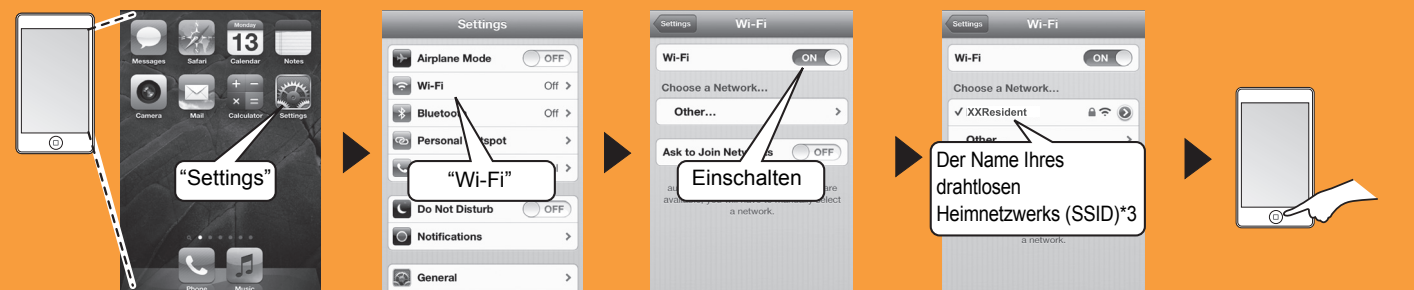 Monday
13
Messages
Safari
Calendar
Notes
Camera
Mail
Calculator
Settings
“Settings”
Phone
Music
Settings
Airplane Mode
OFF
Wi-Fi
Off
Bluetooth
Off
Personal Hotspot
“Wi-Fi”
Do Not Disturb
OFF
Notifications
General
Settings
Wi-Fi
Wi-Fi
ON
Choose a Network...
Other...
Ask to Join Networks
OFF
Einschalten
a network.
Settings
Wi-Fi
Wi-Fi
ON
Choose a Network...
XXResident
Other
Der Name Ihres
drahtlosen
Heimnetzwerks (SSID)*3
a network.